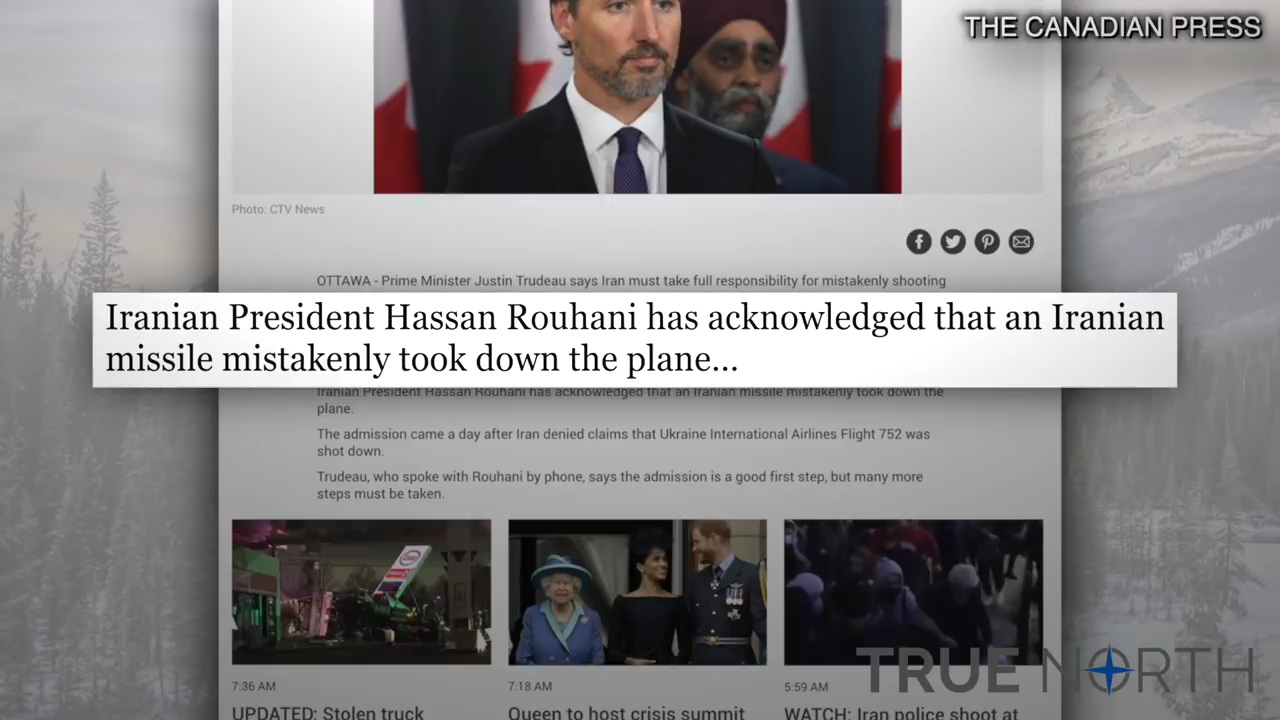 THE CANADIAN PRESS
Photo: CTV News
OTTAWA - Prime Minister Justin Trudeau says Iran must take full responsibility for mistakenly shooting
Iranian President Hassan Rouhani has acknowledged that an Iranian
missile mistakenly took down the plane...
Iranian President Hassan Rouhani has acknowledged that an Iranian missile mistakenly took down the
plane.
The admission came a day after Iran denied claims that Ukraine International Airlines Flight 752 was
shot down.
Trudeau, who spoke with Rouhani by phone, says the admission is a good first step, but many more
steps must be taken.
7:36 AM
UPDATED: Stolen truck
7:18 AM
Queen to host crisis summit
5:59 AM
WATCH: Iran police shoot at
TRUE NORTH